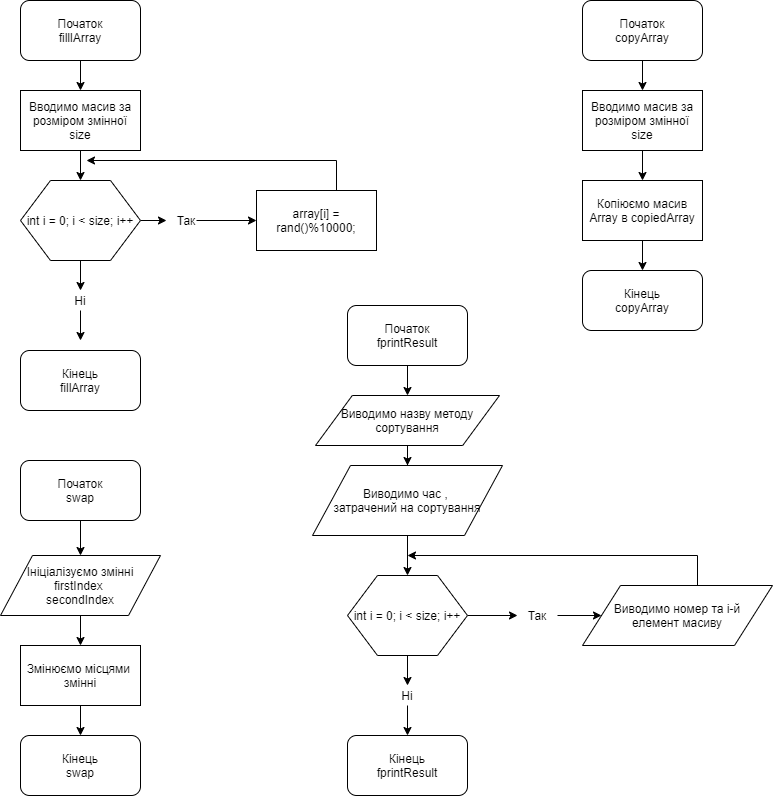 Початок
filllArray
Вводимо масив за
розміром змінної
size
int i = 0; i < size; i++
Так
array[i] =
rand()%10000;
Ні
Кінець
fillArray
Початок
copyArray
Вводимо масив за
розміром змінної
size
Копіюємо масив
Array в copiedArray
Кінець
copyArray
Початок
fprintResult
Виводимо назву методу
сортування
Виводимо час ,
затрачений на сортування
int i = 0; i < size; i++
Так
Виводимо номер та і-й
елемент масиву
Ні
Кінець
fprintResult
Початок
swap
Ініціалізуємо змінні
firstIndex
secondIndex
Змінюємо місцями
змінні
Кінець
swap